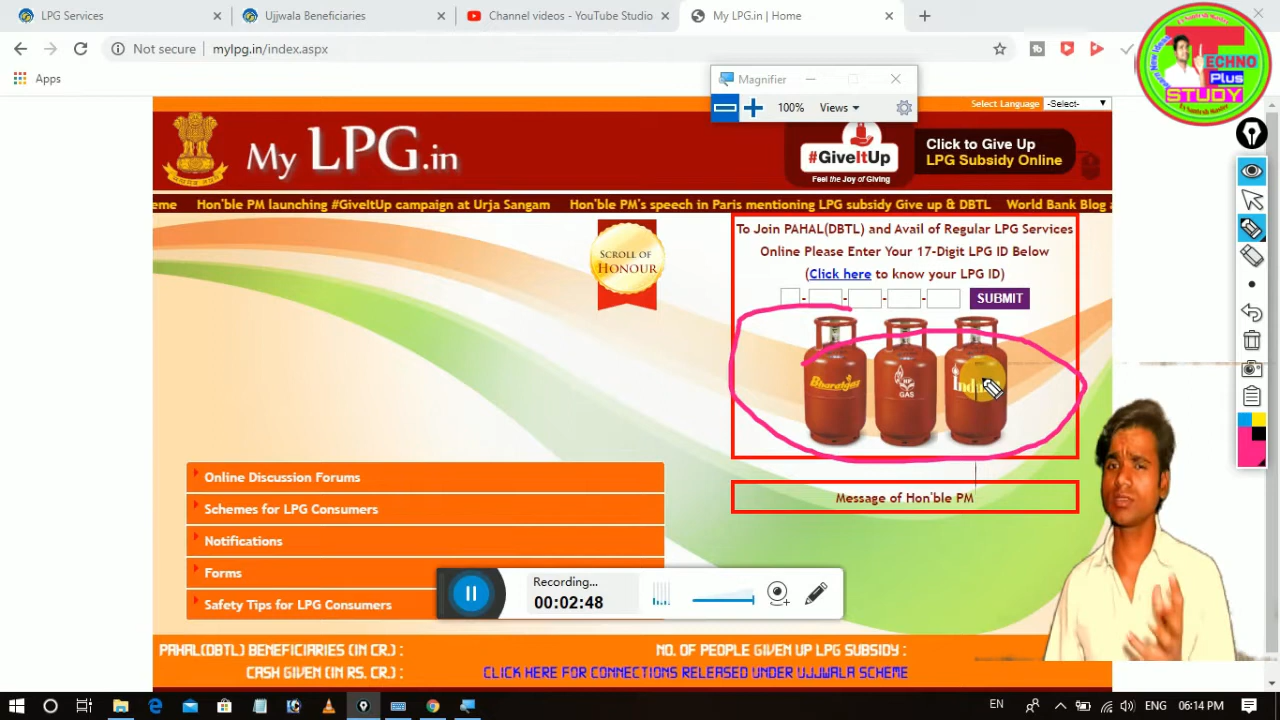 LPG Services
Ujjwala Beneficiaries
Channel videos - YouTube Studio
My LPG.in | Home
Not secure
mylpg.in/index.aspx
Apps
Magnifier
100%
Views
TECHNO
Plus
STUDY
Select Language
-Select-
My LPG.in
#GiveItUp
Feel the Joy of Giving
Click to Give Up
LPG Subsidy Online
eme Hon'ble PM launching #GiveItUp campaign at Urja Sangam Hon'ble PM's speech in Paris mentioning LPG subsidy Give up & DBTL World Bank Blog a
SCROLL OF
HONOUR
To Join PAHAL(DBTL) and Avail of Regular LPG Services
Online Please Enter Your 17-Digit LPG ID Below
(Click here to know your LPG ID)
- - - -
SUBMIT
Bharatgas
HP
GAS
Message of Hon'ble PM
Online Discussion Forums
Schemes for LPG Consumers
Notifications
Forms
Safety Tips for LPG Consumers
Recording...
00:02:48
PAHAL(DBTL) BENEFICIARIES (IN CR.) :
NO. OF PEOPLE GIVEN UP LPG SUBSIDY :
CASH GIVEN (IN RS. CR.) :
CLICK HERE FOR CONNECTIONS RELEASED UNDER UJJWALA SCHEME
EN
06:14 PM